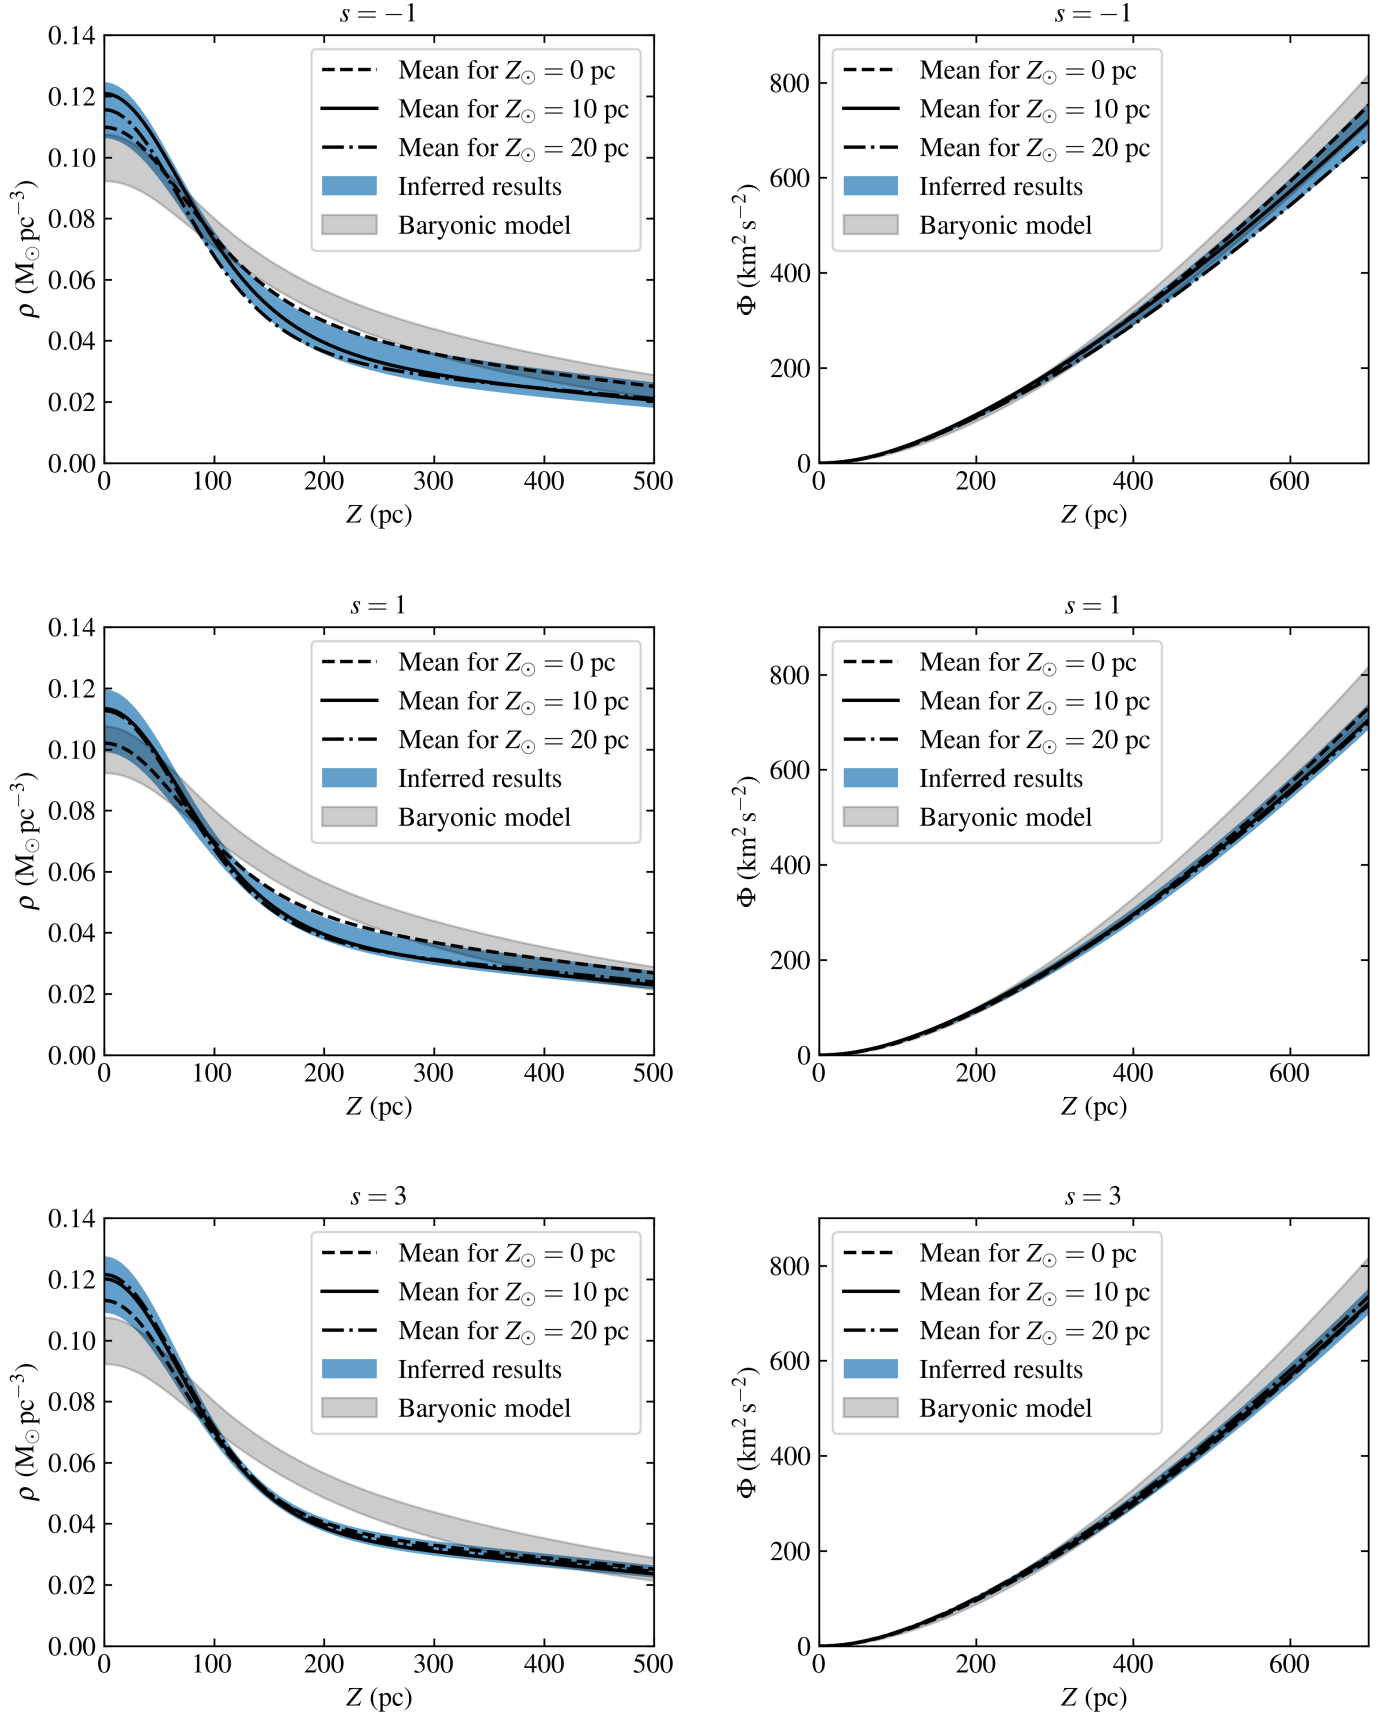 s = −1
0.14
0.12
0.10
0.08
0.06
0.04
0.02
0.00
ρ (M☉pc⁻³)
0 100 200 300 400 500
Z (pc)
Mean for Z☉ = 0 pc
Mean for Z☉ = 10 pc
Mean for Z☉ = 20 pc
Inferred results
Baryonic model
s = −1
800
600
400
200
0
Φ (km² s⁻²)
0 200 400 600
Z (pc)
Mean for Z☉ = 0 pc
Mean for Z☉ = 10 pc
Mean for Z☉ = 20 pc
Inferred results
Baryonic model
s = 1
0.14
0.12
0.10
0.08
0.06
0.04
0.02
0.00
ρ (M☉pc⁻³)
0 100 200 300 400 500
Z (pc)
Mean for Z☉ = 0 pc
Mean for Z☉ = 10 pc
Mean for Z☉ = 20 pc
Inferred results
Baryonic model
s = 1
800
600
400
200
0
Φ (km² s⁻²)
0 200 400 600
Z (pc)
Mean for Z☉ = 0 pc
Mean for Z☉ = 10 pc
Mean for Z☉ = 20 pc
Inferred results
Baryonic model
s = 3
0.14
0.12
0.10
0.08
0.06
0.04
0.02
0.00
ρ (M☉pc⁻³)
0 100 200 300 400 500
Z (pc)
Mean for Z☉ = 0 pc
Mean for Z☉ = 10 pc
Mean for Z☉ = 20 pc
Inferred results
Baryonic model
s = 3
800
600
400
200
0
Φ (km² s⁻²)
0 200 400 600
Z (pc)
Mean for Z☉ = 0 pc
Mean for Z☉ = 10 pc
Mean for Z☉ = 20 pc
Inferred results
Baryonic model